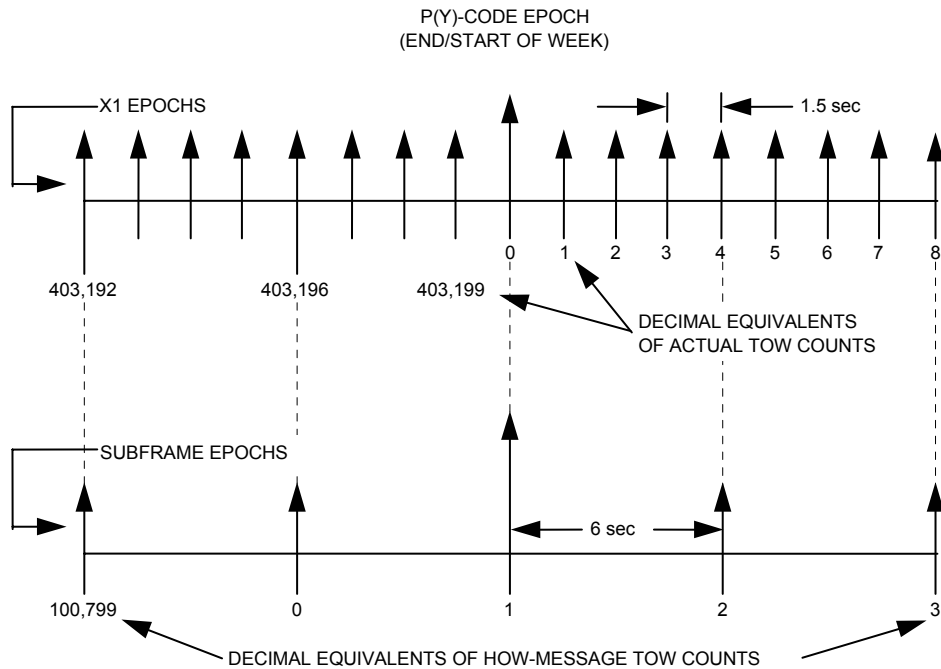 P(Y)-CODE EPOCH
(END/START OF WEEK)
X1 EPOCHS
1.5 sec
0 1 2 3 4 5 6 7 8
403,192 403,196 403,199
DECIMAL EQUIVALENTS
OF ACTUAL TOW COUNTS
SUBFRAME EPOCHS
6 sec
100,799 0 1 2 3
DECIMAL EQUIVALENTS OF HOW-MESSAGE TOW COUNTS